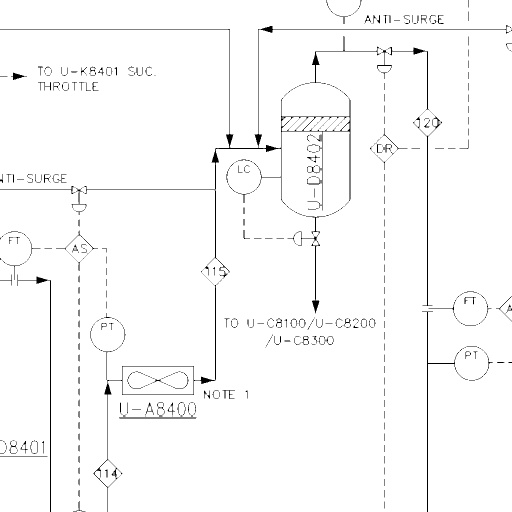 ANTI-SURGE
TO U-K8401 SUC.
THROTTLE
120
DR
U-D8402
LC
NTI-SURGE
FT
AS
115
PT
TO U-C8100/U-C8200
/U-C8300
FT
A
PT
NOTE 1
U-A8400
D8401
114